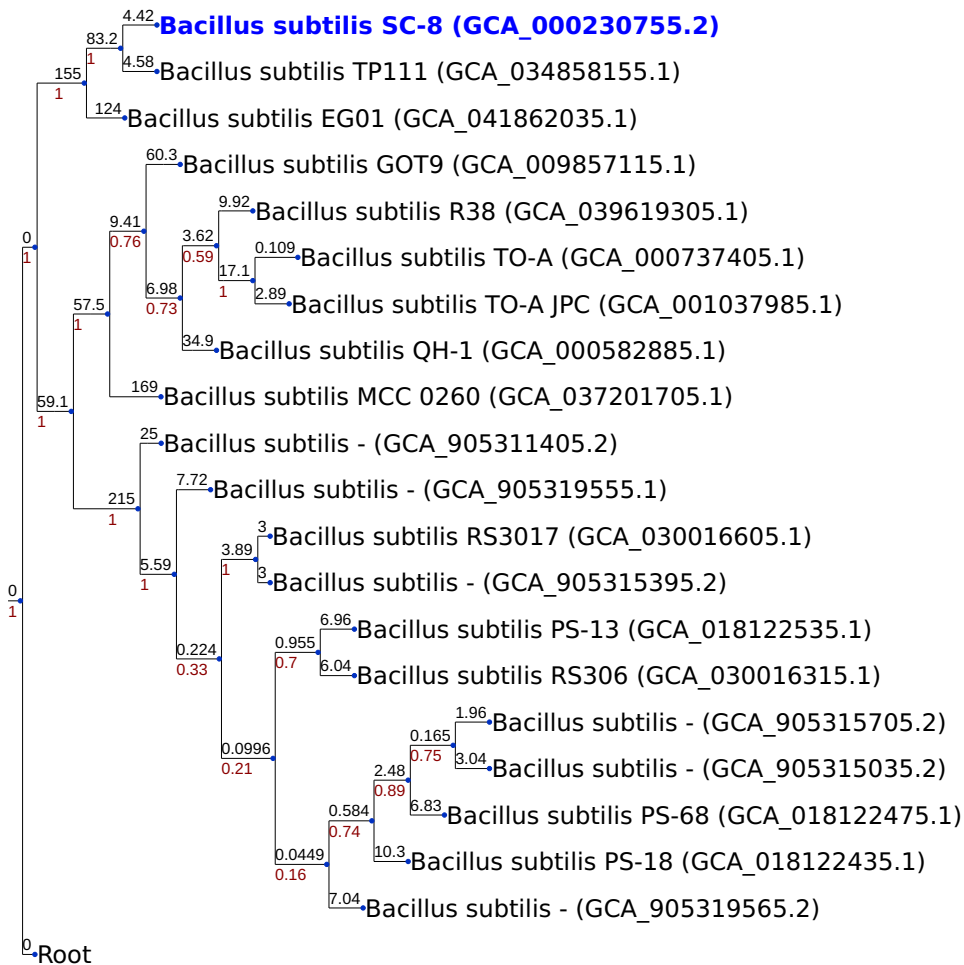 4.42
Bacillus subtilis SC-8 (GCA_000230755.2)
83.2
1
4.58
Bacillus subtilis TP111 (GCA_034858155.1)
155
1
124
Bacillus subtilis EG01 (GCA_041862035.1)
60.3
Bacillus subtilis GOT9 (GCA_009857115.1)
9.92
Bacillus subtilis R38 (GCA_039619305.1)
9.41
0.76
0
1
3.62
0.59
0.109
Bacillus subtilis TO-A (GCA_000737405.1)
17.1
1
6.98
0.73
2.89
Bacillus subtilis TO-A JPC (GCA_001037985.1)
57.5
1
34.9
Bacillus subtilis QH-1 (GCA_000582885.1)
169
Bacillus subtilis MCC 0260 (GCA_037201705.1)
59.1
1
25
Bacillus subtilis - (GCA_905311405.2)
7.72
Bacillus subtilis - (GCA_905319555.1)
215
1
3
Bacillus subtilis RS3017 (GCA_030016605.1)
3.89
1
5.59
1
3
Bacillus subtilis - (GCA_905315395.2)
0
1
6.96
Bacillus subtilis PS-13 (GCA_018122535.1)
0.224
0.33
0.955
0.7
6.04
Bacillus subtilis RS306 (GCA_030016315.1)
1.96
Bacillus subtilis - (GCA_905315705.2)
0.165
0.75
0.0996
0.21
3.04
Bacillus subtilis - (GCA_905315035.2)
2.48
0.89
6.83
Bacillus subtilis PS-68 (GCA_018122475.1)
0.584
0.74
10.3
Bacillus subtilis PS-18 (GCA_018122435.1)
0.0449
0.16
7.04
Bacillus subtilis - (GCA_905319565.2)
0
Root